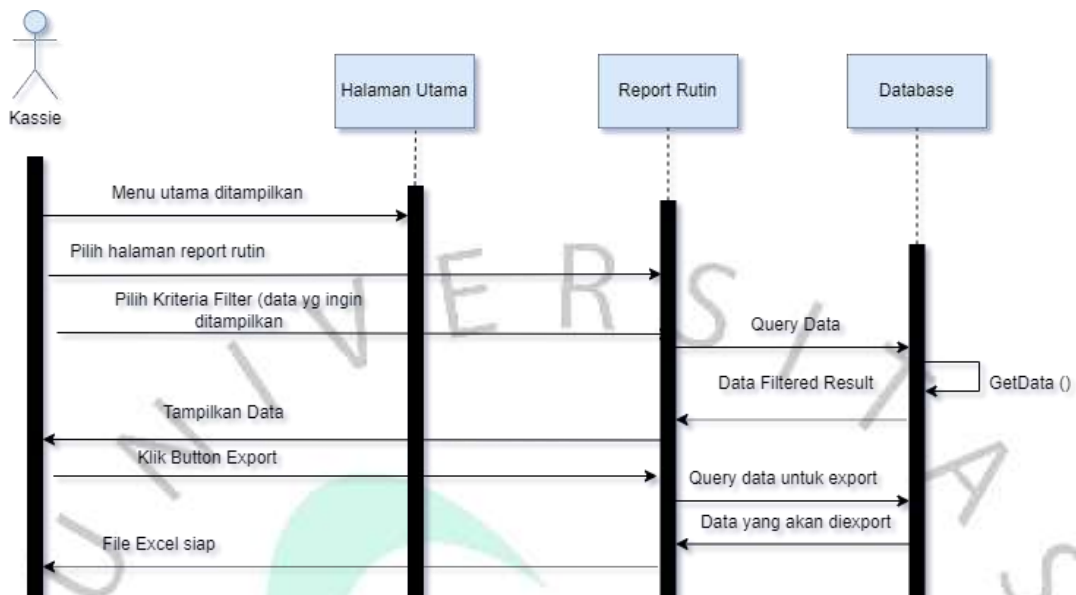 Kassie
Halaman Utama
Report Rutin
Database
Menu utama ditampilkan
Pilih halaman report rutin
Pilih Kriteria Filter (data yg ingin
ditampilkan
Query Data
GetData ()
Data Filtered Result
Tampilkan Data
Klik Button Export
Query data untuk export
Data yang akan diexport
File Excel siap
UNIVERSITAS